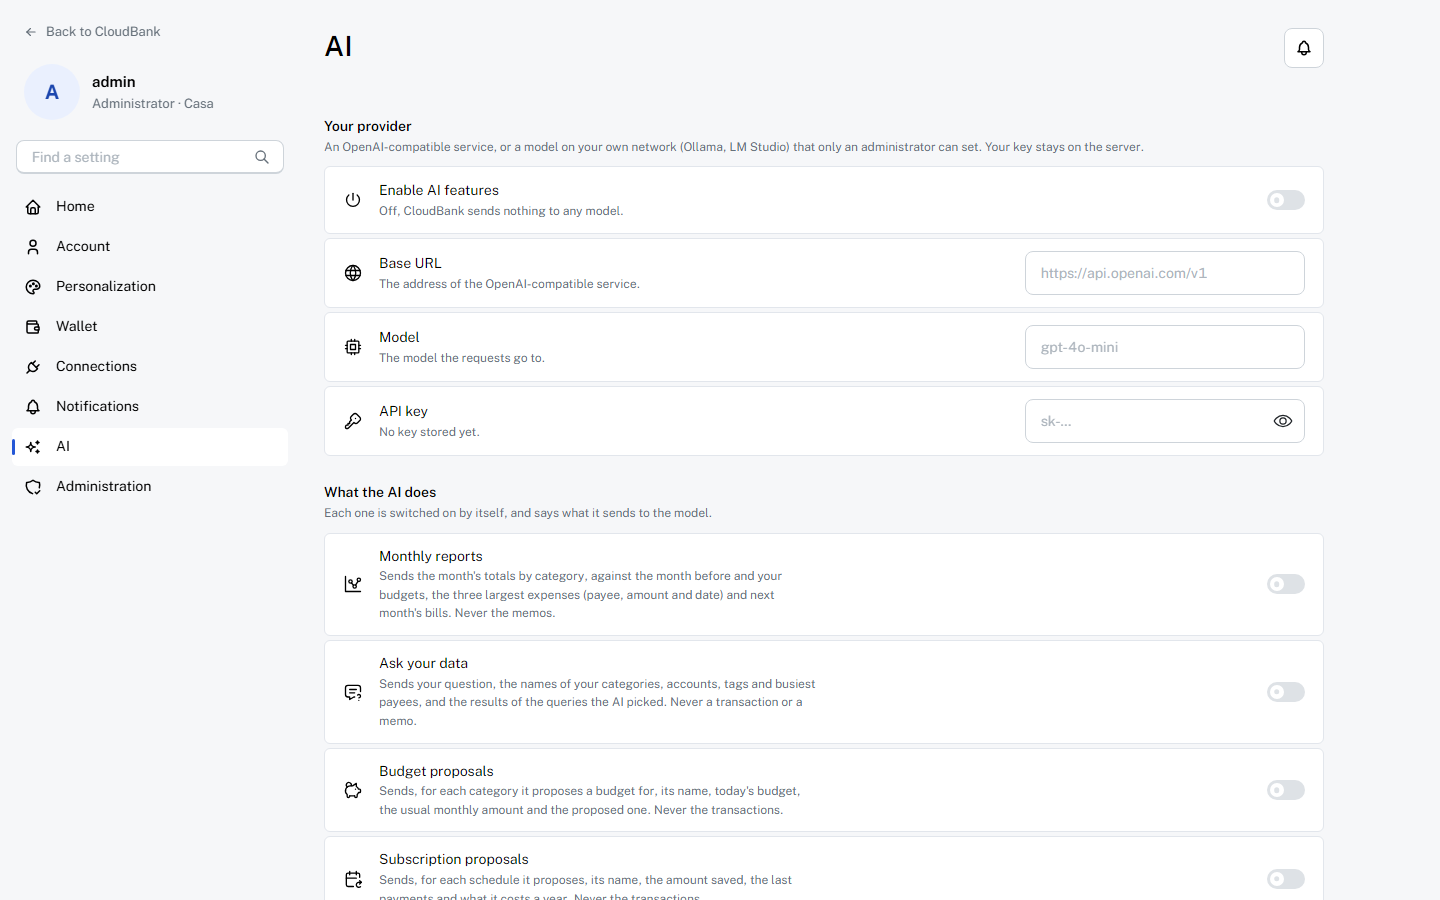 Back to CloudBank
A
admin
Administrator · Casa
Find a setting
Home
Account
Personalization
Wallet
Connections
Notifications
AI
Administration
AI
Your provider
An OpenAI-compatible service, or a model on your own network (Ollama, LM Studio) that only an administrator can set. Your key stays on the server.
Enable AI features
Off, CloudBank sends nothing to any model.
Base URL
The address of the OpenAI-compatible service.
https://api.openai.com/v1
Model
The model the requests go to.
gpt-4o-mini
API key
No key stored yet.
sk-...
What the AI does
Each one is switched on by itself, and says what it sends to the model.
Monthly reports
Sends the month's totals by category, against the month before and your
budgets, the three largest expenses (payee, amount and date) and next
month's bills. Never the memos.
Ask your data
Sends your question, the names of your categories, accounts, tags and busiest
payees, and the results of the queries the AI picked. Never a transaction or a
memo.
Budget proposals
Sends, for each category it proposes a budget for, its name, today's budget,
the usual monthly amount and the proposed one. Never the transactions.
Subscription proposals
Sends, for each schedule it proposes, its name, the amount saved, the last
payments and what it costs a year. Never the transactions.